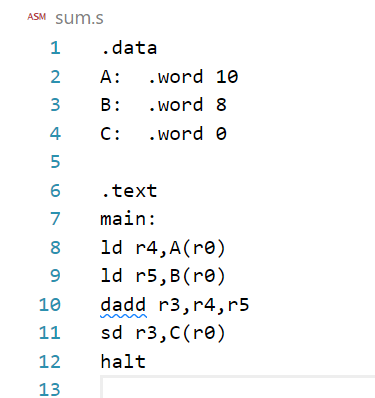 ASM sum.s
1 .data
2 A: .word 10
3 B: .word 8
4 C: .word 0
5
6 .text
7 main:
8 ld r4,A(r0)
9 ld r5,B(r0)
10 dadd r3,r4,r5
11 sd r3,C(r0)
12 halt
13